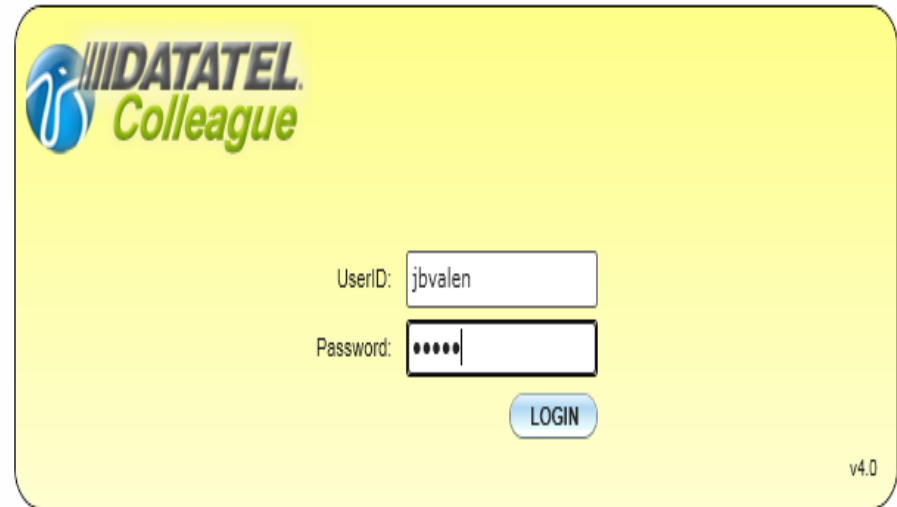 DATATEL
Colleague
UserID: jbvalen
Password: •••••
LOGIN
v4.0